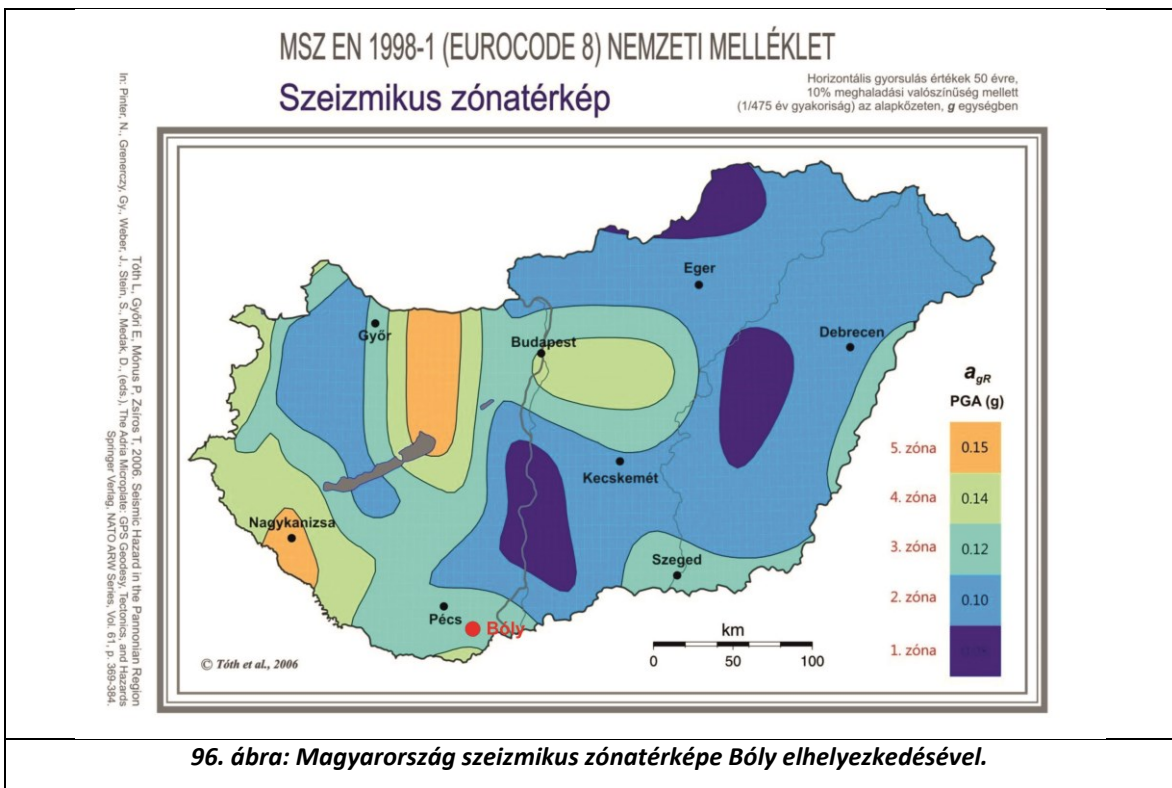 MSZ EN 1998-1 (EUROCODE 8) NEMZETI MELLÉKLET
Szeizmikus zónatérkép
Horizontális gyorsulás értékek 50 évre,
10% meghaladási valószínűség mellett
(1/475 év gyakoriság) az alapkőzeten, g egységben
Tóth L, Győri E, Mónus P, Zsíros T, 2006. Seismic Hazard in the Pannonian Region
In: Pinter, N., Grenerczy, Gy., Weber, J., Stein, S., Medak, D., (eds.), The Adria Microplate: GPS Geodesy, Tectonics, and Hazards
Springer Verlag, NATO ARW Series, Vol. 61, p. 369-384.
Eger
Győr
Budapest
Debrecen
Kecskemét
Nagykanizsa
Szeged
Pécs
Bóly
agR
PGA (g)
5. zóna 0.15
4. zóna 0.14
3. zóna 0.12
2. zóna 0.10
1. zóna 0.08
km
0 50 100
© Tóth et al., 2006
96. ábra: Magyarország szeizmikus zónatérképe Bóly elhelyezkedésével.